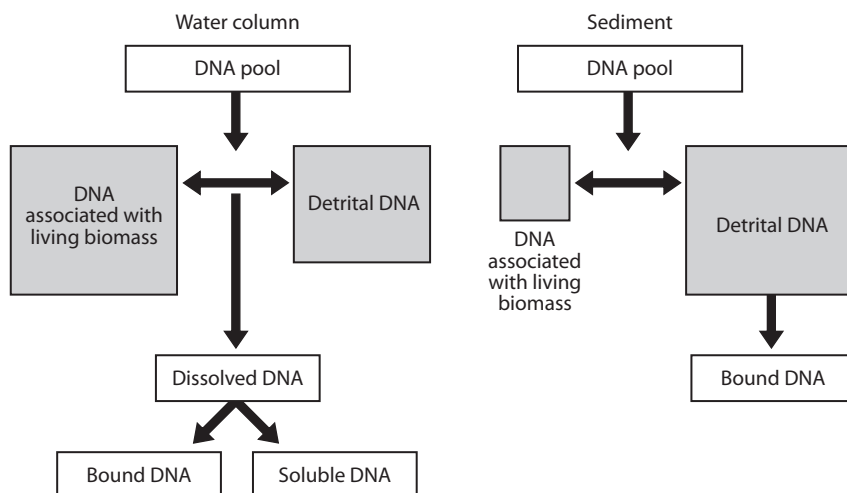 Water column
DNA pool
DNA
associated with
living biomass
Detrital DNA
Dissolved DNA
Bound DNA
Soluble DNA
Sediment
DNA pool
DNA
associated
with living
biomass
Detrital DNA
Bound DNA